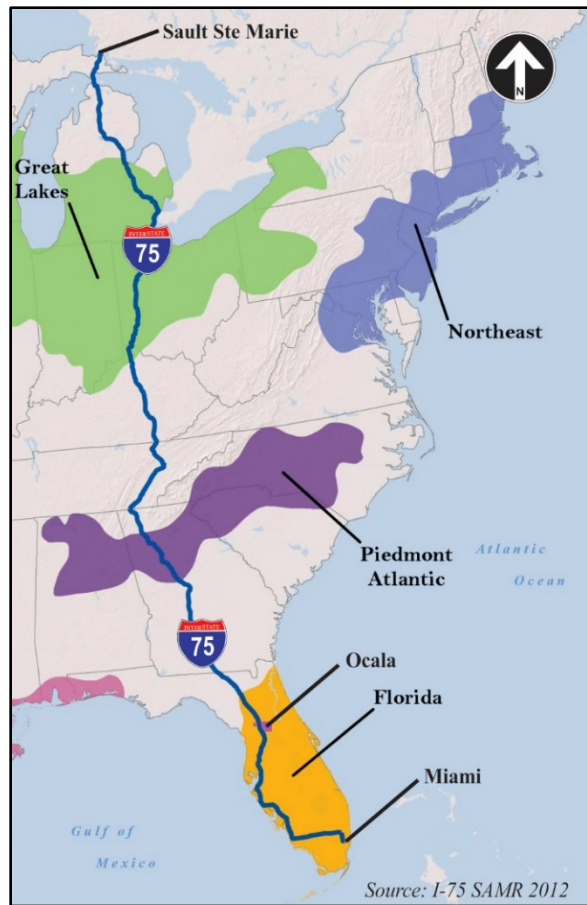 Sault Ste Marie
N
Great
Lakes
INTERSTATE
75
Northeast
Piedmont
Atlantic
Atlantic
Ocean
INTERSTATE
75
Ocala
Florida
Miami
Gulf of
Mexico
Source: I-75 SAMR 2012